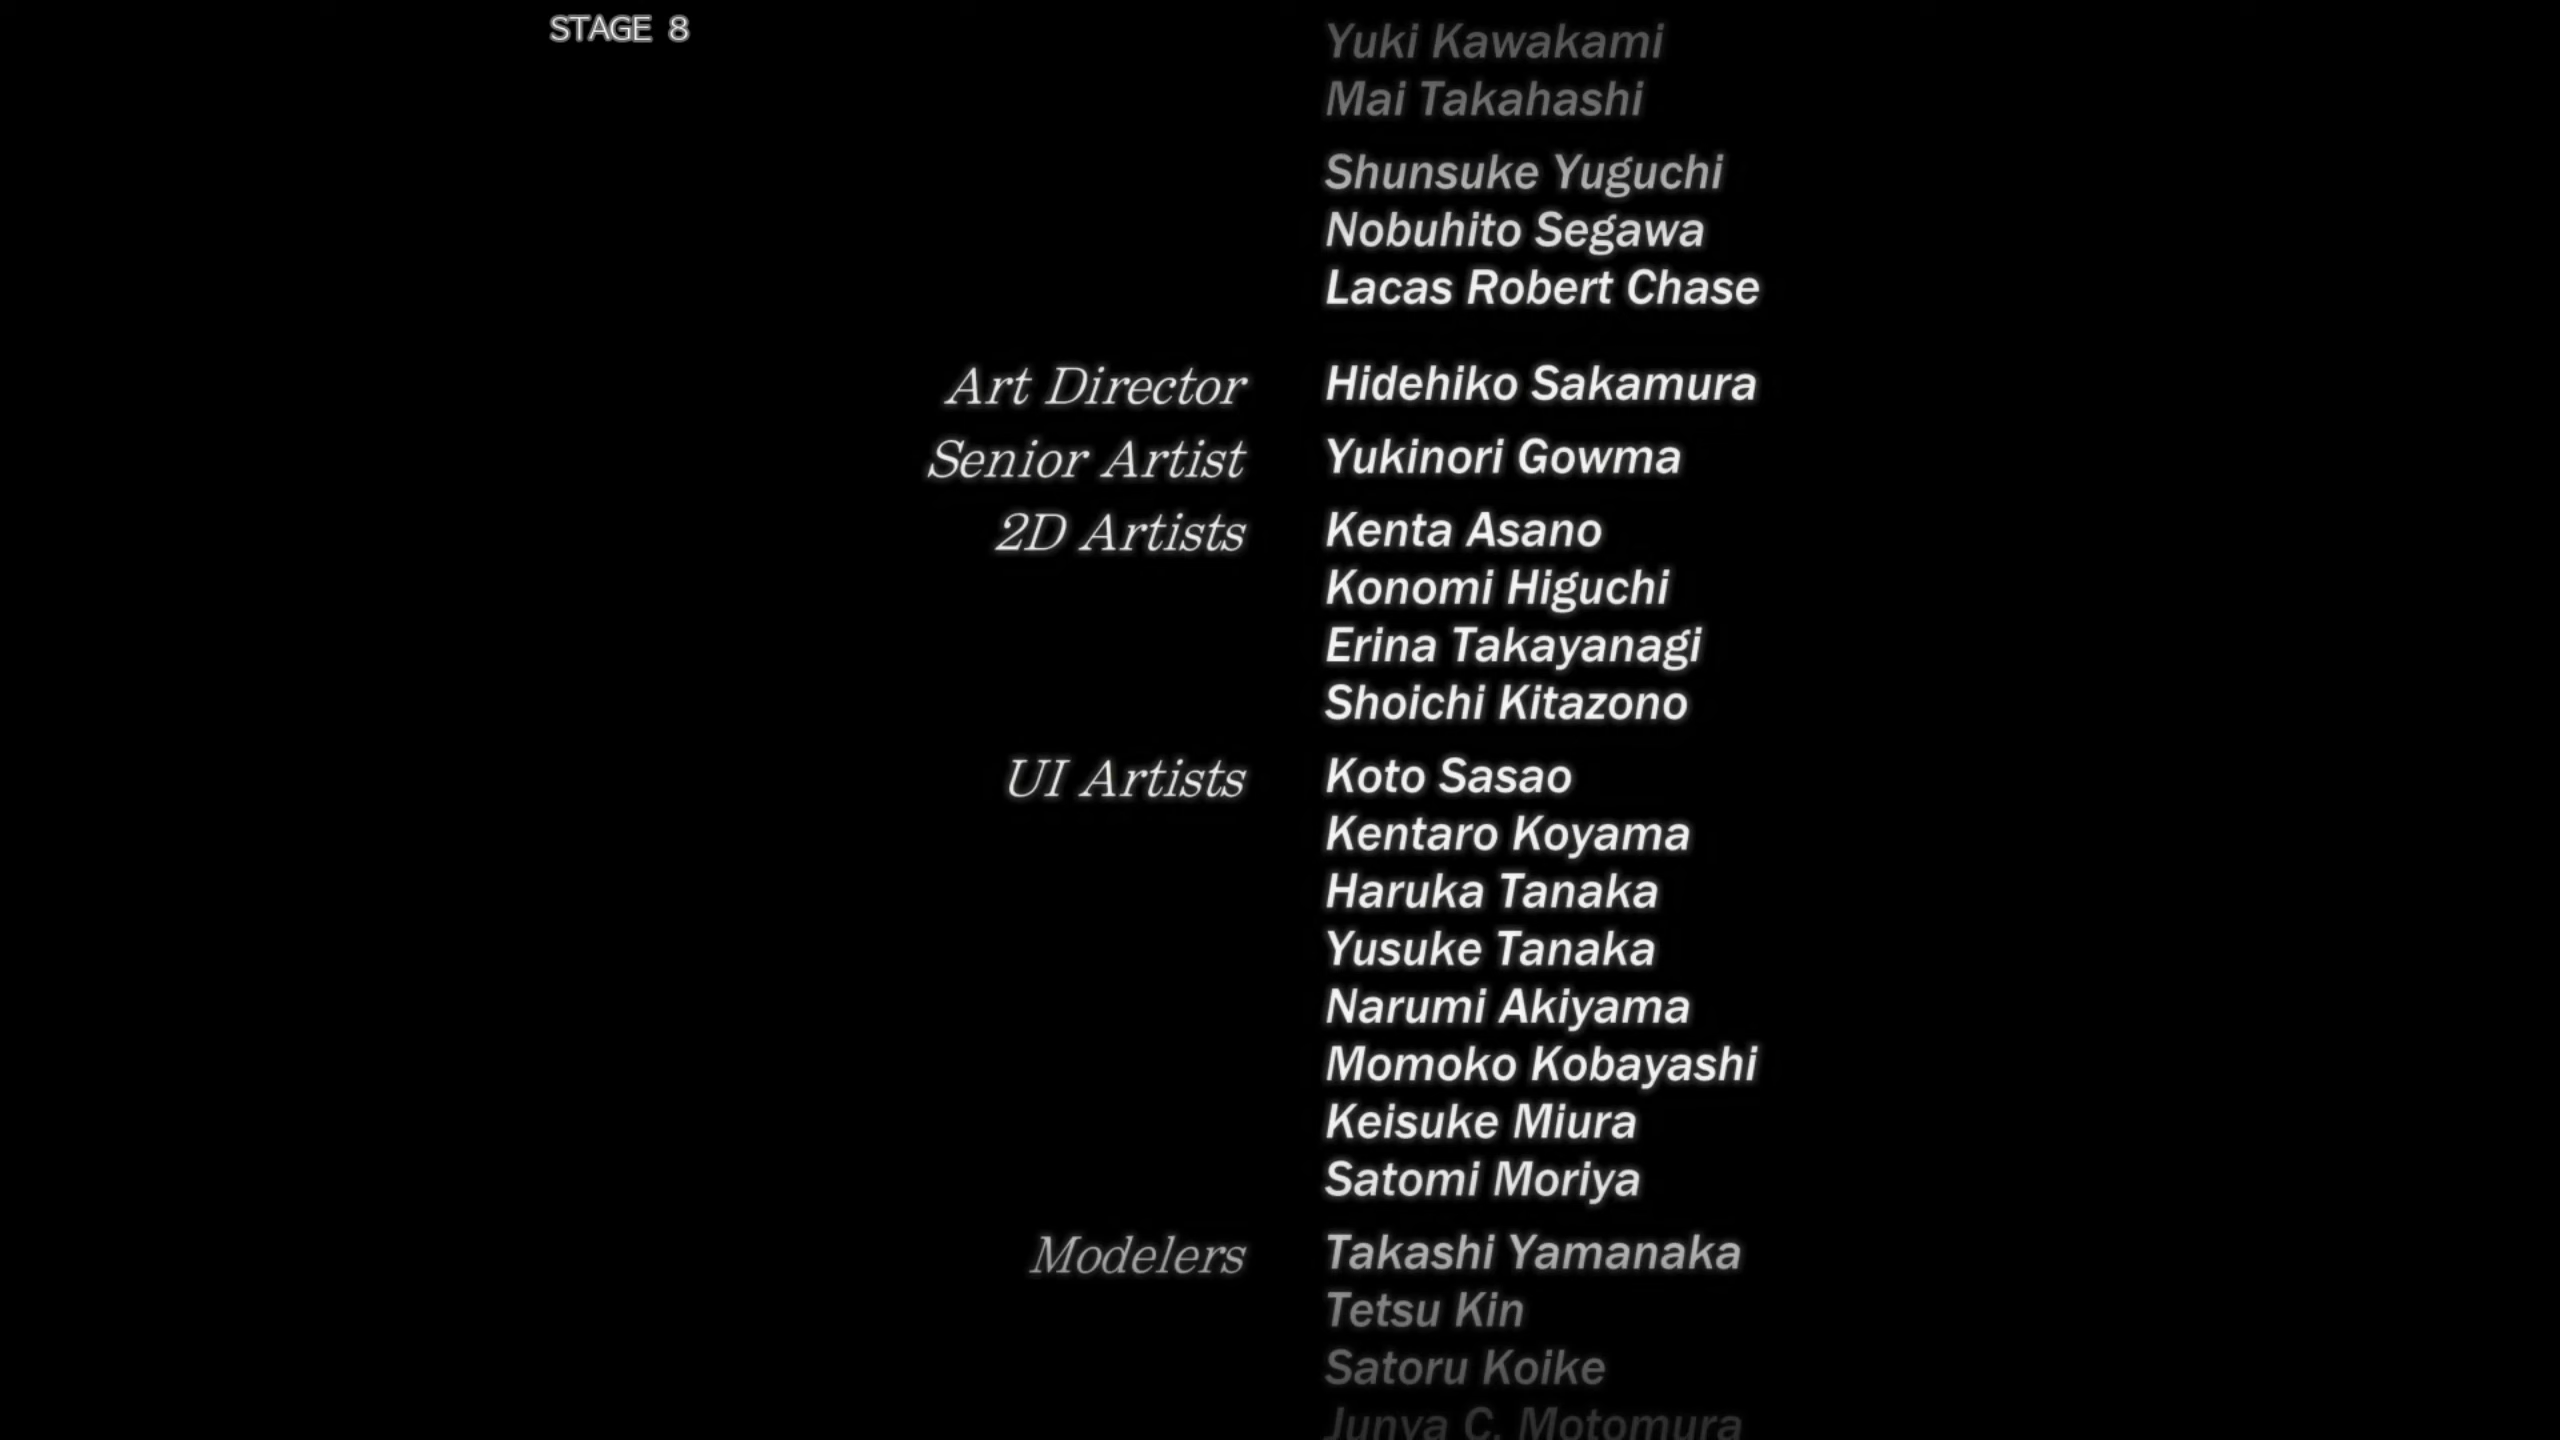 STAGE 8
Yuki Kawakami
Mai Takahashi
Shunsuke Yuguchi
Nobuhito Segawa
Lacas Robert Chase
Art Director Hidehiko Sakamura
Senior Artist Yukinori Gowma
2D Artists Kenta Asano
Konomi Higuchi
Erina Takayanagi
Shoichi Kitazono
UI Artists Koto Sasao
Kentaro Koyama
Haruka Tanaka
Yusuke Tanaka
Narumi Akiyama
Momoko Kobayashi
Keisuke Miura
Satomi Moriya
Modelers Takashi Yamanaka
Tetsu Kin
Satoru Koike
Junya C. Motomura